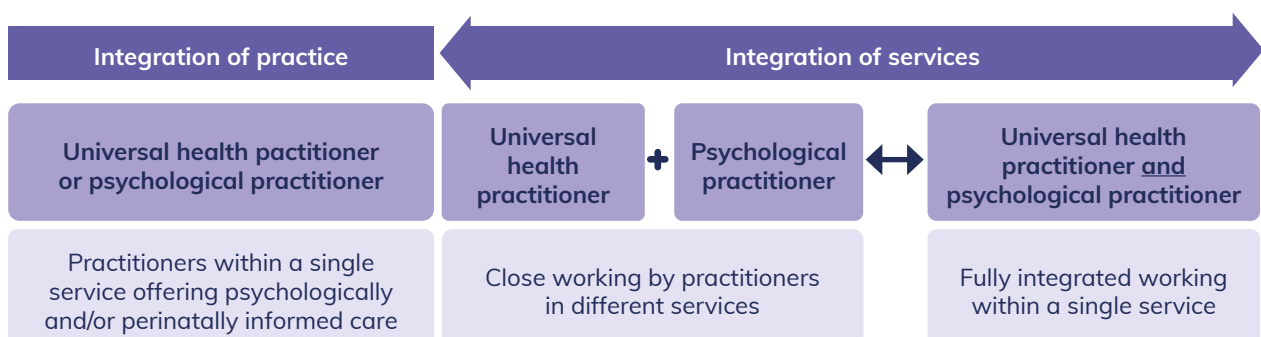 Integration of practice
Integration of services
Universal health pactitioner
or psychological practitioner
Universal
health
practitioner
+
Psychological
practitioner
Universal health
practitioner and
psychological practitioner
Practitioners within a single
service offering psychologically
and/or perinatally informed care
Close working by practitioners
in different services
Fully integrated working
within a single service